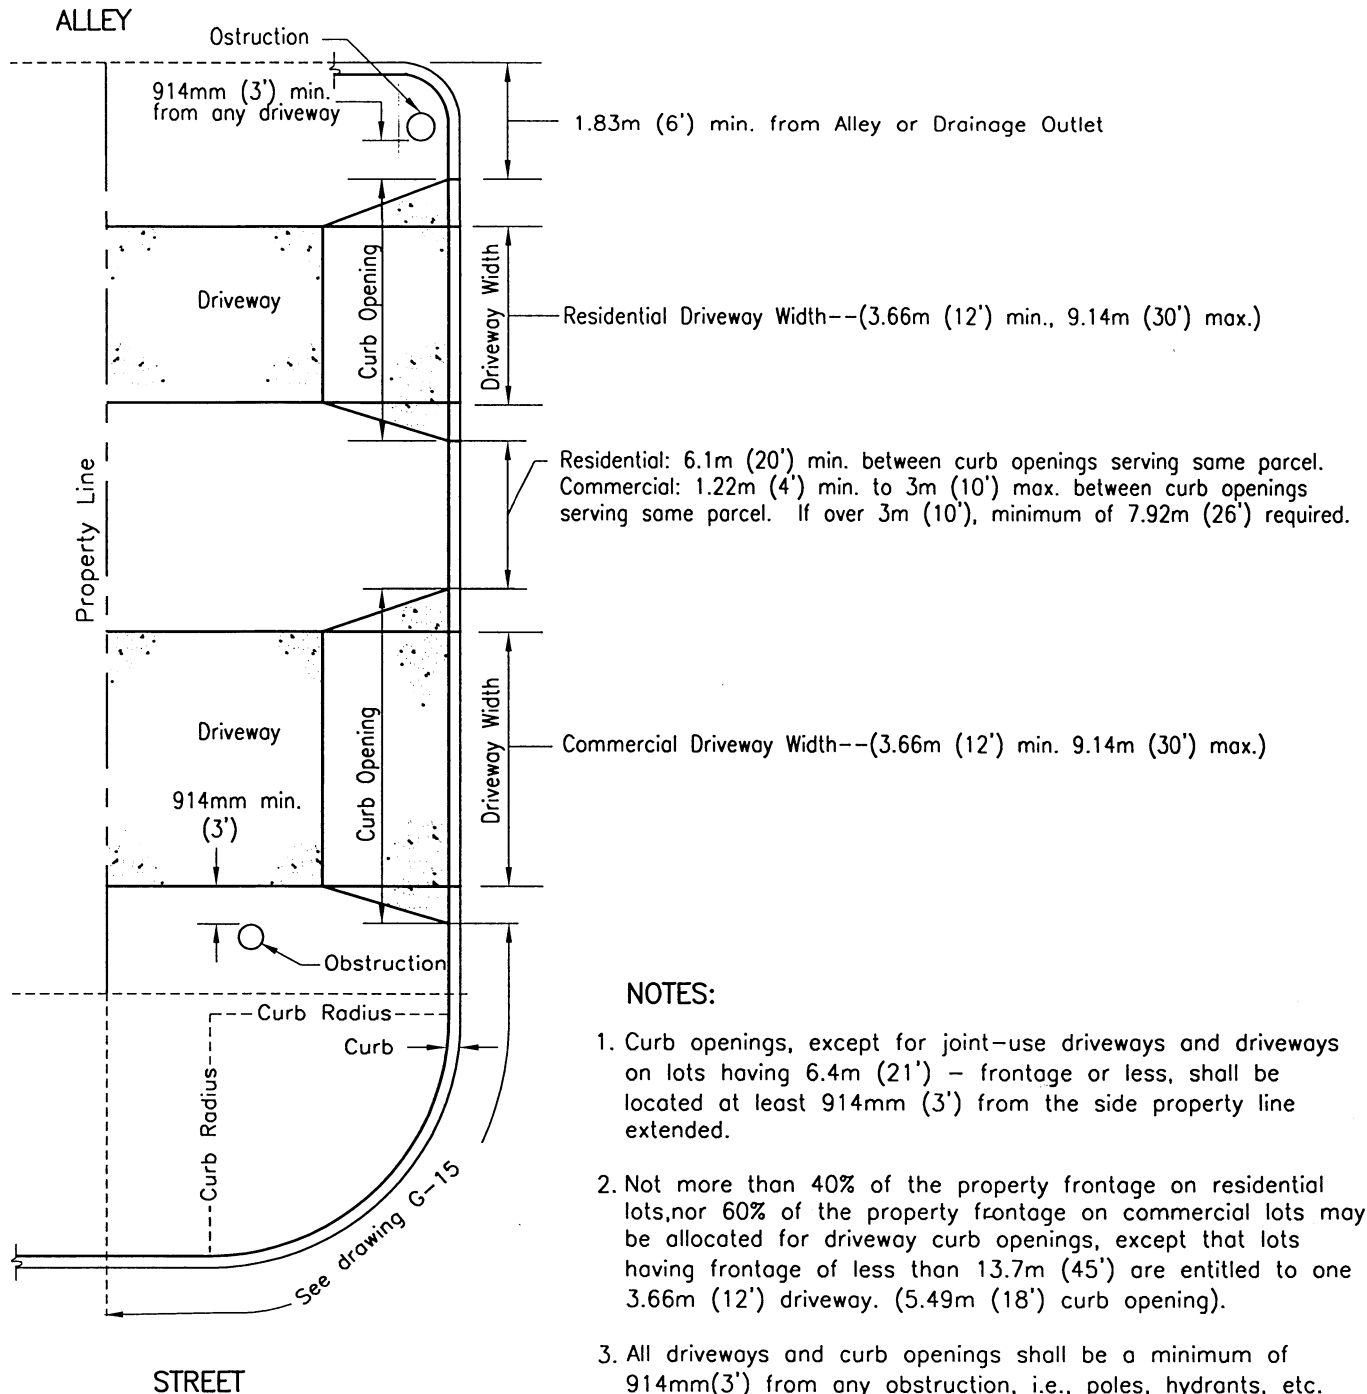 ALLEY
Ostruction
914mm (3') min.
from any driveway
1.83m (6') min. from Alley or Drainage Outlet
Driveway
Curb Opening
Driveway Width
Residential Driveway Width--(3.66m (12') min., 9.14m (30') max.)
Property Line
Residential: 6.1m (20') min. between curb openings serving same parcel.
Commercial: 1.22m (4') min. to 3m (10') max. between curb openings
serving same parcel. If over 3m (10'), minimum of 7.92m (26') required.
Driveway
Curb Opening
Driveway Width
Commercial Driveway Width--(3.66m (12') min. 9.14m (30') max.)
914mm min.
(3')
Obstruction
Curb Radius
Curb
Curb Radius
See drawing G-15
STREET
NOTES:
1. Curb openings, except for joint-use driveways and driveways
on lots having 6.4m (21') - frontage or less, shall be
located at least 914mm (3') from the side property line
extended.
2. Not more than 40% of the property frontage on residential
lots,nor 60% of the property frontage on commercial lots may
be allocated for driveway curb openings, except that lots
having frontage of less than 13.7m (45') are entitled to one
3.66m (12') driveway. (5.49m (18') curb opening).
3. All driveways and curb openings shall be a minimum of
914mm(3') from any obstruction, i.e., poles, hydrants, etc.